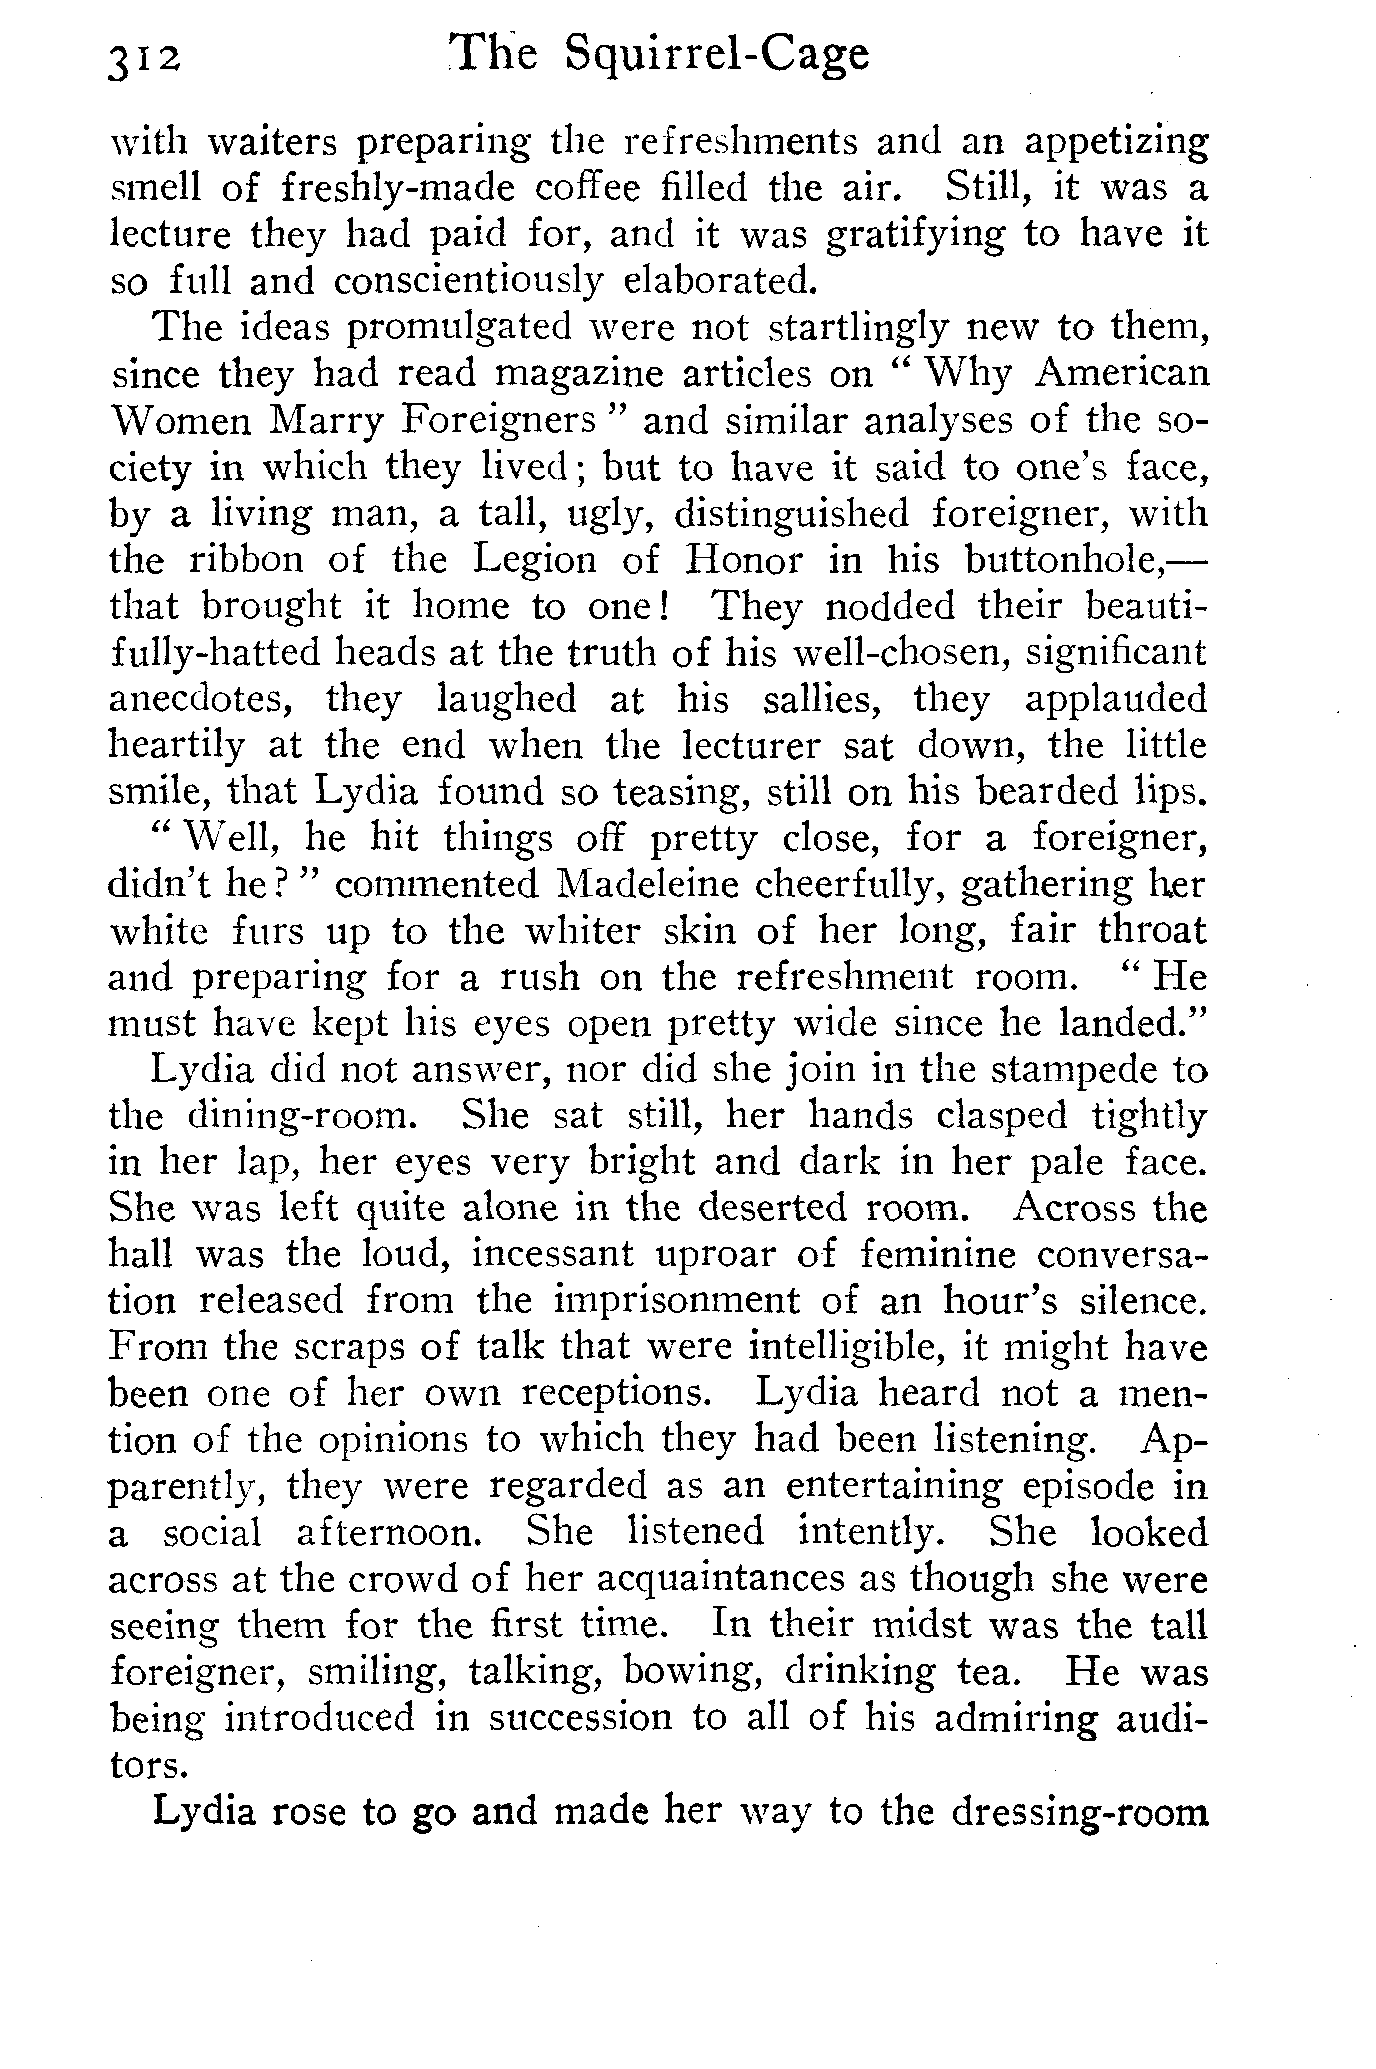 312 The Squirrel-Cage
with waiters preparing the refreshments and an appetizing
smell of freshly-made coffee filled the air. Still, it was a
lecture they had paid for, and it was gratifying to have it
so full and conscientiously elaborated.
The ideas promulgated were not startlingly new to them,
since they had read magazine articles on “ Why American
Women Marry Foreigners ” and similar analyses of the so-
ciety in which they lived; but to have it said to one's face,
by a living man, a tall, ugly, distinguished foreigner, with
the ribbon of the Legion of Honor in his buttonhole,—
that brought it home to one! They nodded their beauti-
fully-hatted heads at the truth of his well-chosen, significant
anecdotes, they laughed at his sallies, they applauded
heartily at the end when the lecturer sat down, the little
smile, that Lydia found so teasing, still on his bearded lips.
“ Well, he hit things off pretty close, for a foreigner,
didn't he? ” commented Madeleine cheerfully, gathering her
white furs up to the whiter skin of her long, fair throat
and preparing for a rush on the refreshment room. “ He
must have kept his eyes open pretty wide since he landed.”
Lydia did not answer, nor did she join in the stampede to
the dining-room. She sat still, her hands clasped tightly
in her lap, her eyes very bright and dark in her pale face.
She was left quite alone in the deserted room. Across the
hall was the loud, incessant uproar of feminine conversa-
tion released from the imprisonment of an hour's silence.
From the scraps of talk that were intelligible, it might have
been one of her own receptions. Lydia heard not a men-
tion of the opinions to which they had been listening. Ap-
parently, they were regarded as an entertaining episode in
a social afternoon. She listened intently. She looked
across at the crowd of her acquaintances as though she were
seeing them for the first time. In their midst was the tall
foreigner, smiling, talking, bowing, drinking tea. He was
being introduced in succession to all of his admiring audi-
tors.
Lydia rose to go and made her way to the dressing-room